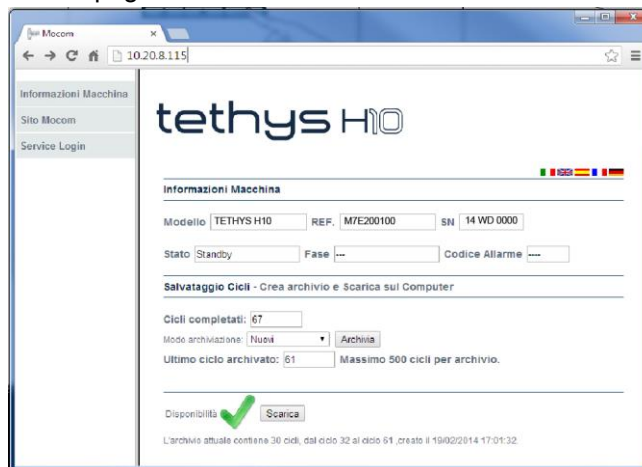 Mocom
10.20.8.115
Informazioni Macchina
Sito Mocom
Service Login
tethys H10
Informazioni Macchina
Modello TETHYS H10 REF. M7E200100 SN 14 WD 0000
Stato Standby Fase --- Codice Allarme ----
Salvataggio Cicli - Crea archivio e Scarica sul Computer
Cicli completati: 67
Modo archiviazione: Nuovi Archivia
Ultimo ciclo archiviato: 61 Massimo 500 cicli per archivio.
Disponibilità Scarica
L'archivio attuale contiene 30 cicli, dal ciclo 32 al ciclo 61 ,creato il 19/02/2014 17:01:32.